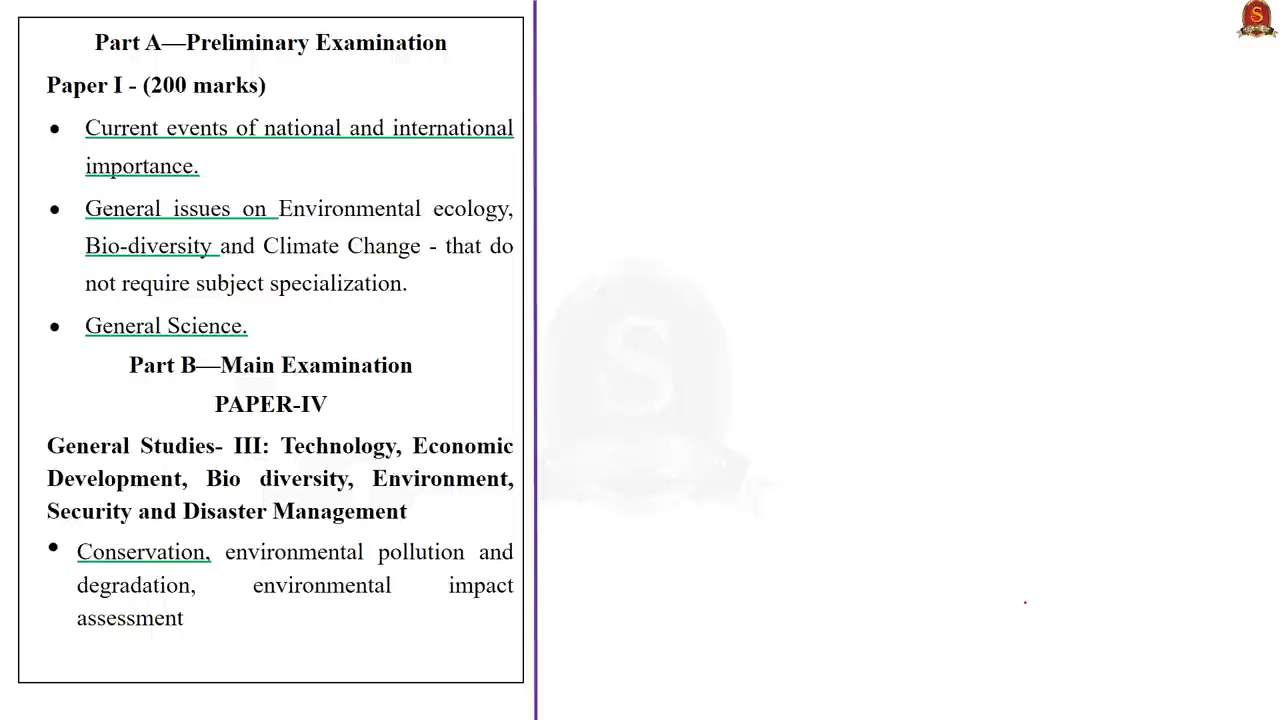 Part A—Preliminary Examination
Paper I - (200 marks)
● Current events of national and international
importance.
● General issues on Environmental ecology,
Bio-diversity and Climate Change - that do
not require subject specialization.
● General Science.
Part B—Main Examination
PAPER-IV
General Studies- III: Technology, Economic
Development, Bio diversity, Environment,
Security and Disaster Management
● Conservation, environmental pollution and
degradation, environmental impact
assessment
S
S